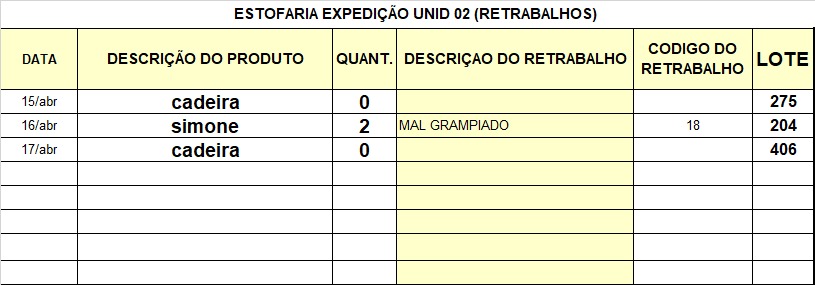 ESTOFARIA EXPEDIÇÃO UNID 02 (RETRABALHOS)
DATA DESCRIÇÃO DO PRODUTO QUANT. DESCRIÇAO DO RETRABALHO CODIGO DO RETRABALHO LOTE
15/abr cadeira 0 275
16/abr simone 2 MAL GRAMPIADO 18 204
17/abr cadeira 0 406